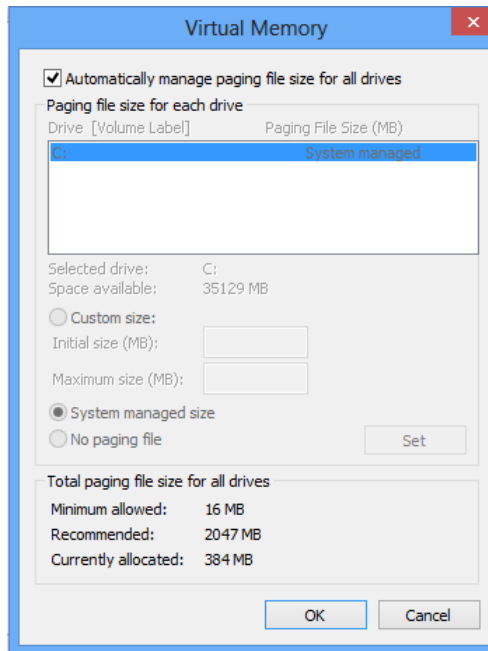 Virtual Memory
Automatically manage paging file size for all drives
Paging file size for each drive
Drive [Volume Label] Paging File Size (MB)
C: System managed
Selected drive: C:
Space available: 35129 MB
Custom size:
Initial size (MB):
Maximum size (MB):
System managed size
No paging file Set
Total paging file size for all drives
Minimum allowed: 16 MB
Recommended: 2047 MB
Currently allocated: 384 MB
OK Cancel